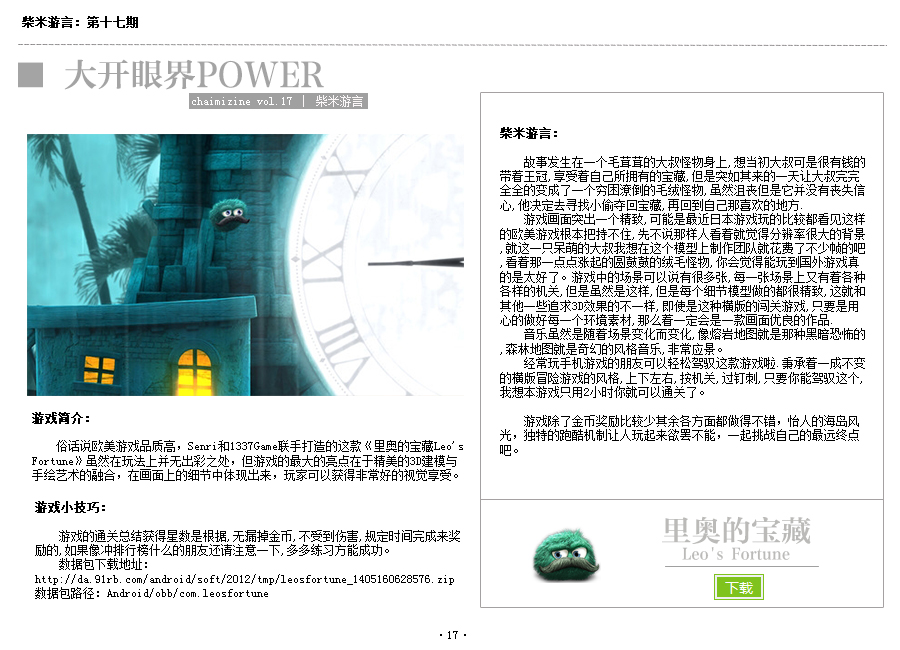 柴米游言：第十七期
大开眼界POWER
chaimizine vol.17 | 柴米游言
游戏简介：
俗话说欧美游戏品质高，Senri和1337Game联手打造的这款《里奥的宝藏Leo's
Fortune》虽然在玩法上并无出彩之处，但游戏的最大的亮点在于精美的3D建模与
手绘艺术的融合，在画面上的细节中体现出来，玩家可以获得非常好的视觉享受。
游戏小技巧：
游戏的通关总结获得星数是根据,无漏掉金币,不受到伤害,规定时间完成来奖
励的,如果像冲排行榜什么的朋友还请注意一下,多多练习方能成功。
数据包下载地址：
http://da.91rb.com/android/soft/2012/tmp/leosfortune_1405160628576.zip
数据包路径：Android/obb/com.leosfortune
柴米游言：
故事发生在一个毛茸茸的大叔怪物身上,想当初大叔可是很有钱的
带着王冠,享受着自己所拥有的宝藏,但是突如其来的一天让大叔完完
全全的变成了一个穷困潦倒的毛绒怪物,虽然沮丧但是它并没有丧失信
心,他决定去寻找小偷夺回宝藏,再回到自己那喜欢的地方.
游戏画面突出一个精致,可能是最近日本游戏玩的比较都看见这样
的欧美游戏根本把持不住,先不说那样人看着就觉得分辨率很大的背景
,就这一只呆萌的大叔我想在这个模型上制作团队就花费了不少帧的吧
,看着那一点点涨起的圆鼓鼓的绒毛怪物,你会觉得能玩到国外游戏真
的是太好了。游戏中的场景可以说有很多张,每一张场景上又有着各种
各样的机关,但是虽然是这样,但是每个细节模型做的都很精致,这就和
其他一些追求3D效果的不一样,即使是这种横版的闯关游戏,只要是用
心的做好每一个环境素材,那么着一定会是一款画面优良的作品.
音乐虽然是随着场景变化而变化,像熔岩地图就是那种黑暗恐怖的
,森林地图就是奇幻的风格音乐,非常应景。
经常玩手机游戏的朋友可以轻松驾驭这款游戏啦.秉承着一成不变
的横版冒险游戏的风格,上下左右,按机关,过钉刺,只要你能驾驭这个,
我想本游戏只用2小时你就可以通关了。
游戏除了金币奖励比较少其余各方面都做得不错，怡人的海岛风
光，独特的跑酷机制让人玩起来欲罢不能，一起挑战自己的最远终点
吧。
里奥的宝藏
Leo's Fortune
下载
·17·